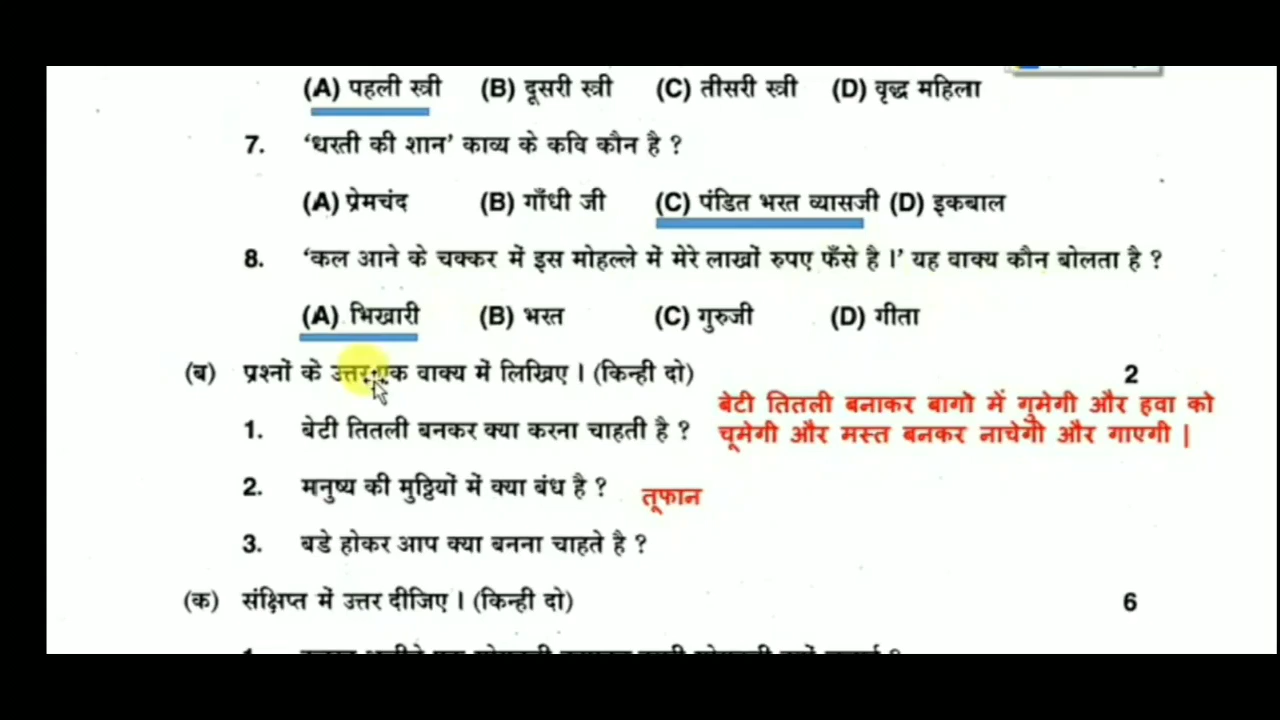 (A) पहली स्त्री (B) दूसरी स्त्री (C) तीसरी स्त्री (D) वृद्ध महिला
7. 'धरती की शान' काव्य के कवि कौन है ?
(A) प्रेमचंद (B) गाँधी जी (C) पंडित भरत व्यासजी (D) इकबाल
8. 'कल आने के चक्कर में इस मोहल्ले में मेरे लाखों रुपए फँसे है ।' यह वाक्य कौन बोलता है ?
(A) भिखारी (B) भरत (C) गुरुजी (D) गीता
(ब) प्रश्नों के उत्तर एक वाक्य में लिखिए । (किन्ही दो) 2
1. बेटी तितली बनकर क्या करना चाहती है ?
बेटी तितली बनाकर बागो में गुमेगी और हवा को
चूमेगी और मस्त बनकर नाचेगी और गाएगी |
2. मनुष्य की मुठ्ठियों में क्या बंध है ? तूफान
3. बडे होकर आप क्या बनना चाहते है ?
(क) संक्षिप्त में उत्तर दीजिए । (किन्ही दो) 6